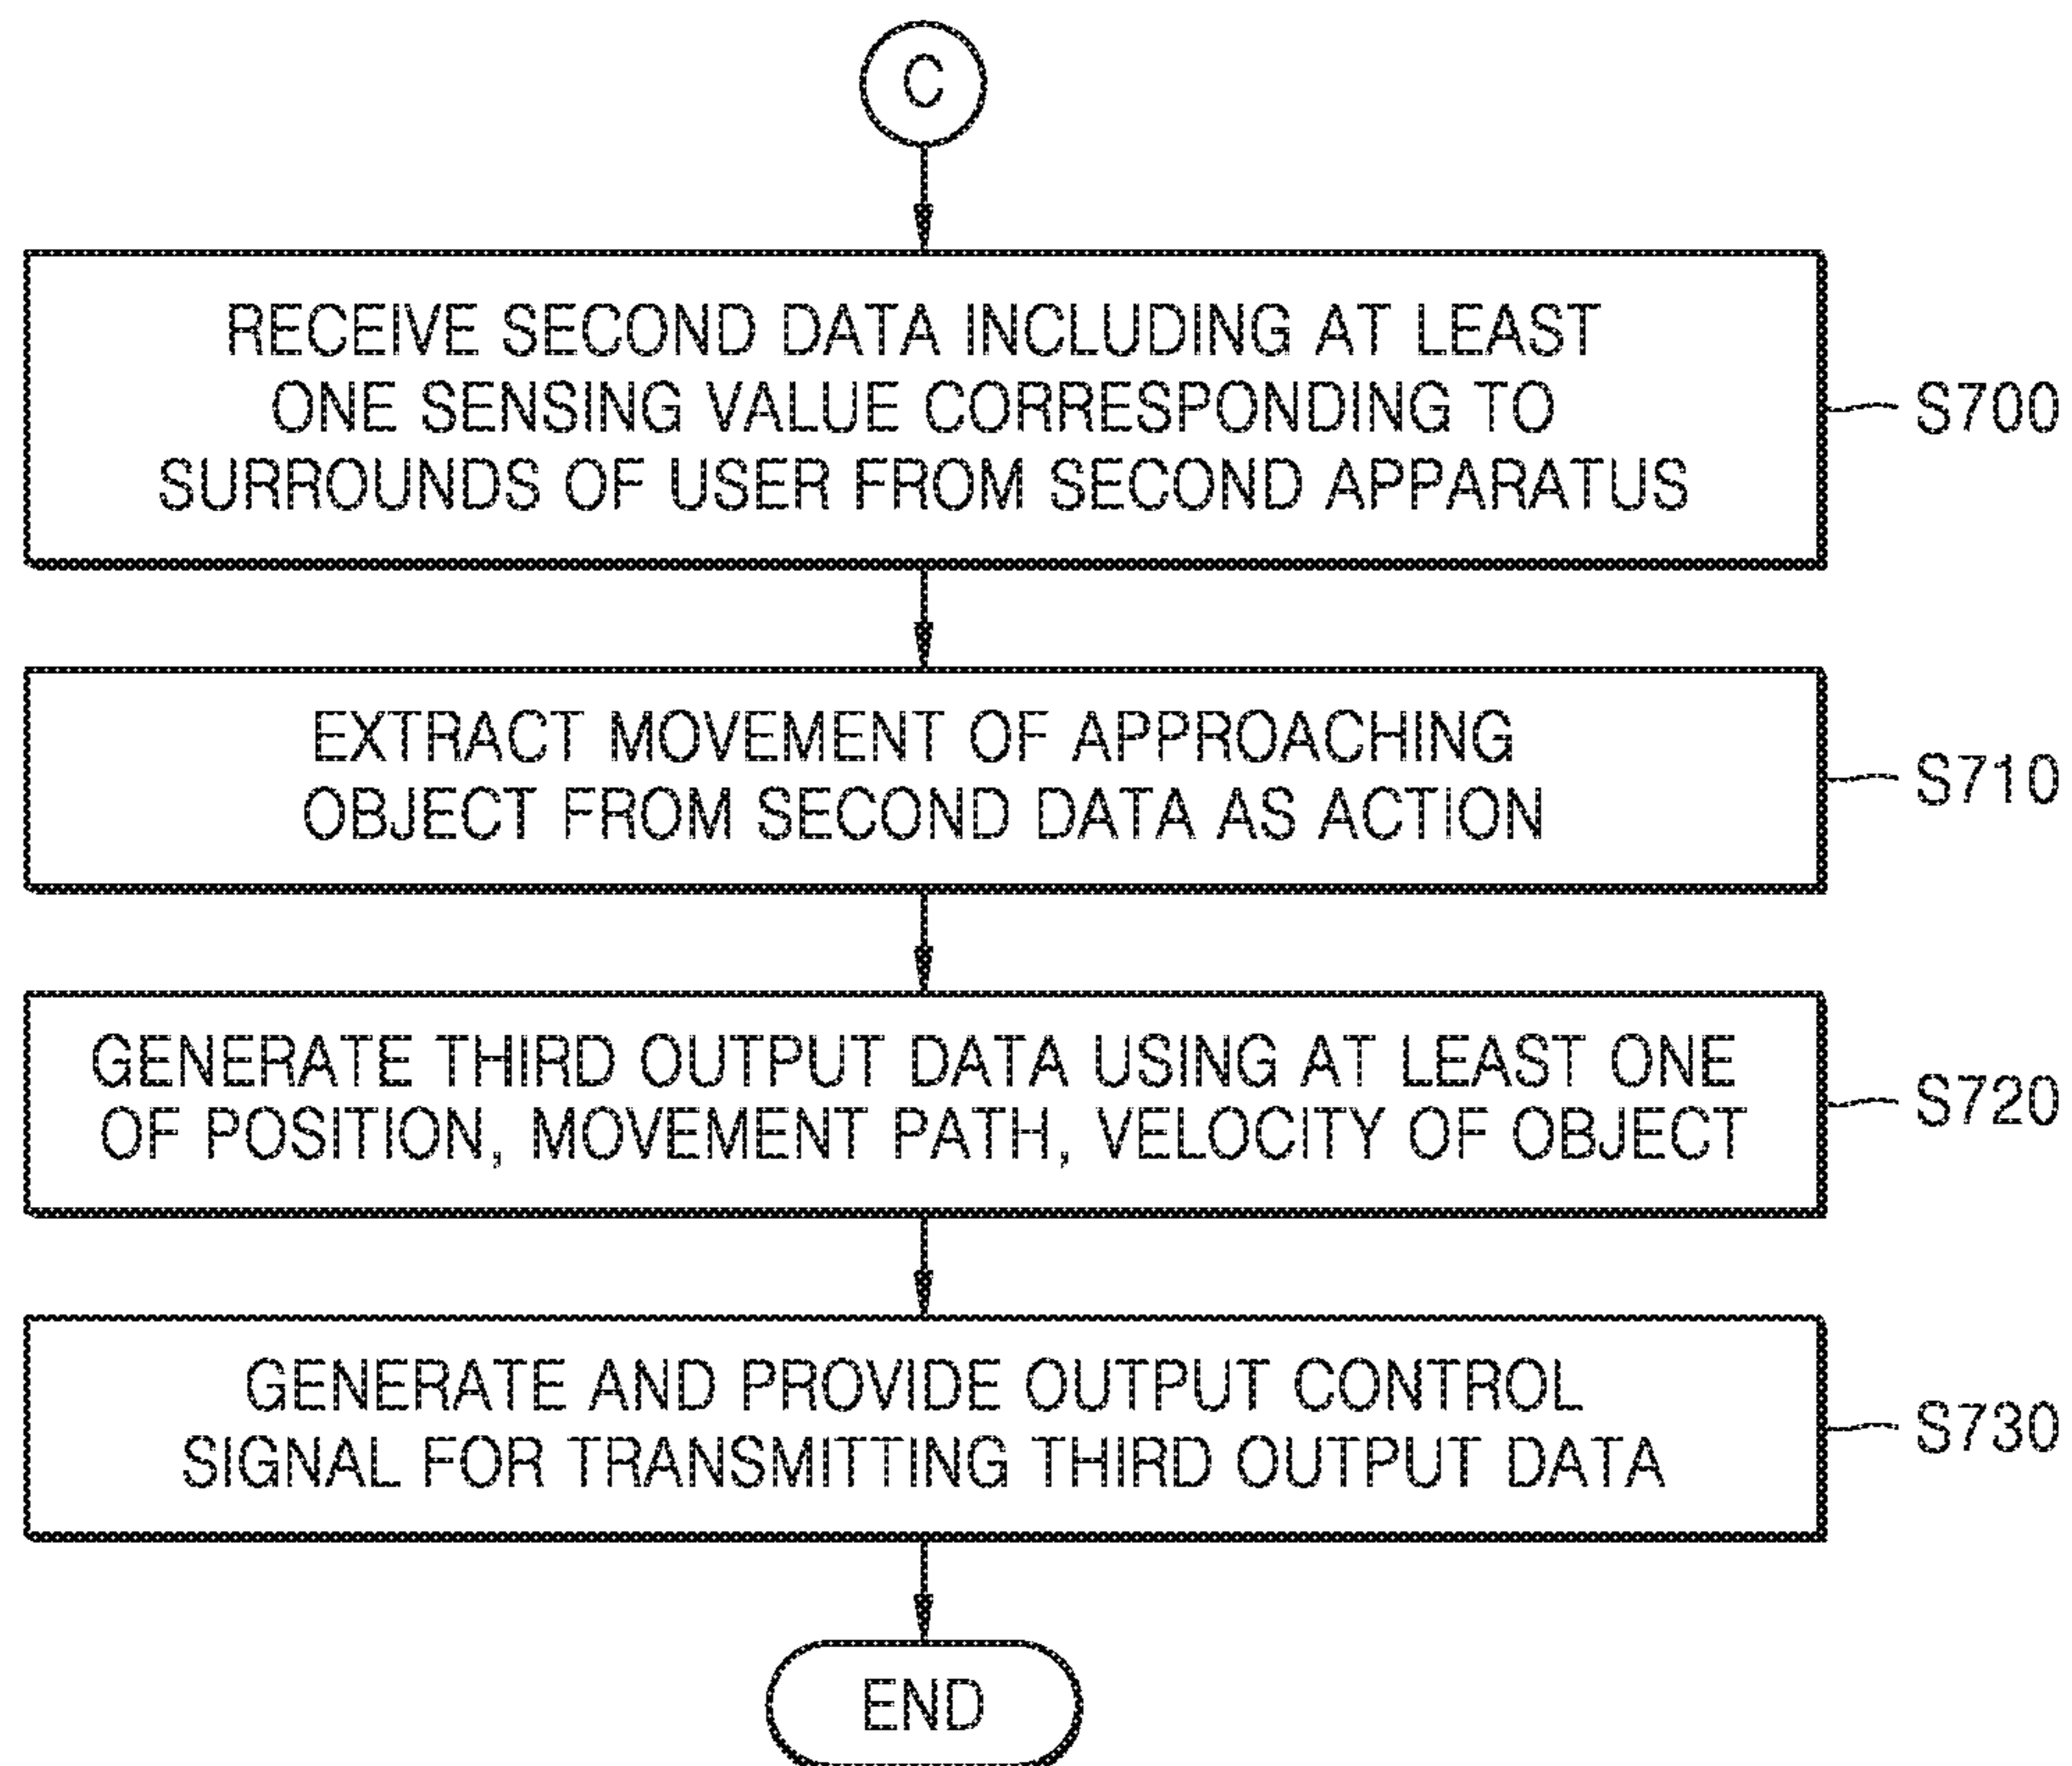 C
RECEIVE SECOND DATA INCLUDING AT LEAST
ONE SENSING VALUE CORRESPONDING TO
SURROUNDS OF USER FROM SECOND APPARATUS
S700
EXTRACT MOVEMENT OF APPROACHING
OBJECT FROM SECOND DATA AS ACTION
S710
GENERATE THIRD OUTPUT DATA USING AT LEAST ONE
OF POSITION, MOVEMENT PATH, VELOCITY OF OBJECT
S720
GENERATE AND PROVIDE OUTPUT CONTROL
SIGNAL FOR TRANSMITTING THIRD OUTPUT DATA
S730
END